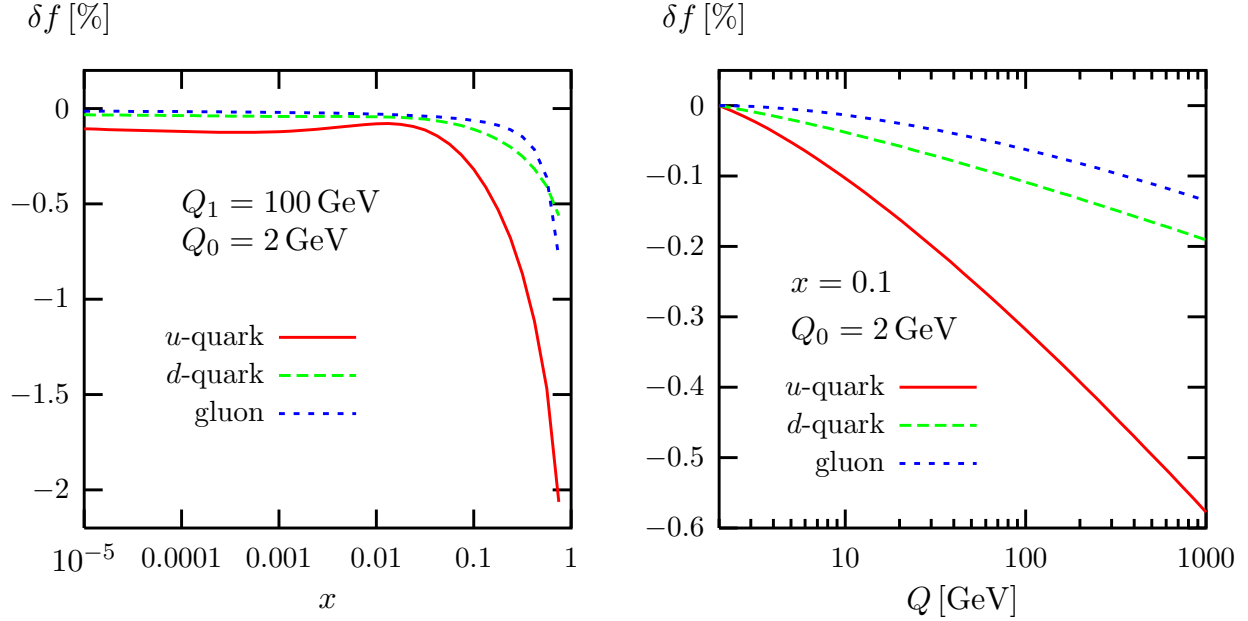 δf [%]
0
−0.5
−1
−1.5
−2
10⁻⁵ 0.0001 0.001 0.01 0.1 1
x
Q₁ = 100 GeV
Q₀ = 2 GeV
u-quark
d-quark
gluon
δf [%]
0
−0.1
−0.2
−0.3
−0.4
−0.5
−0.6
10 100 1000
Q [GeV]
x = 0.1
Q₀ = 2 GeV
u-quark
d-quark
gluon